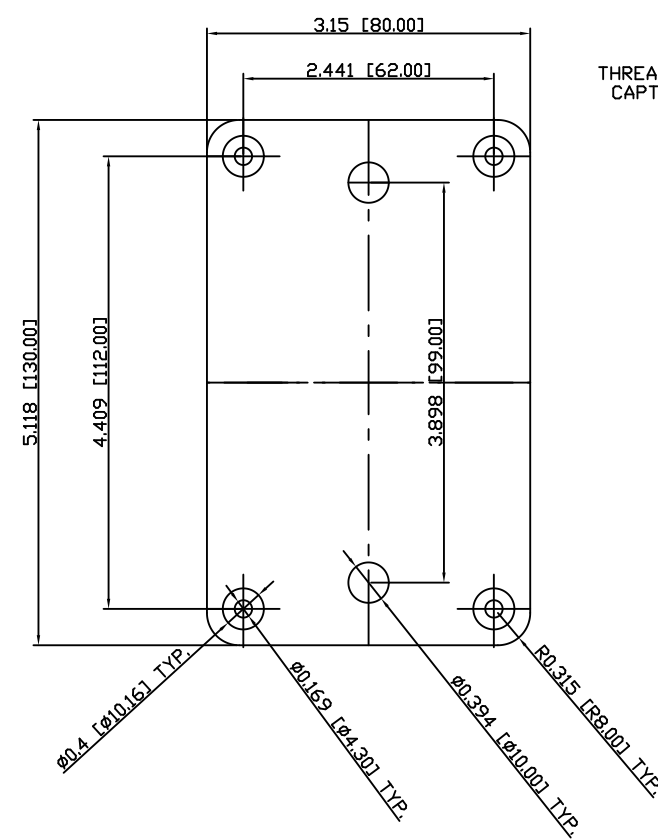 3.15 [80.00]
2.441 [62.00]
THREA
CAPT
5.118 [130.00]
4.409 [112.00]
3.898 [99.00]
Ø0.4 [Ø10.16] TYP.
Ø0.169 [Ø4.30] TYP.
Ø0.394 [Ø10.00] TYP.
R0.315 [R8.00] TYP.